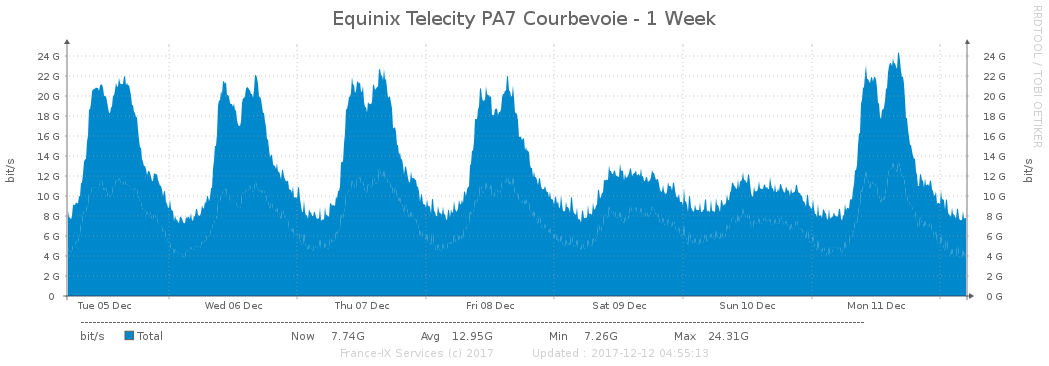 Equinix Telecity PA7 Courbevoie - 1 Week
RRDTOOL / TOBI OETIKER
bit/s
24 G 24 G
22 G 22 G
20 G 20 G
18 G 18 G
16 G 16 G
14 G 14 G
12 G 12 G
10 G 10 G
8 G 8 G
6 G 6 G
4 G 4 G
2 G 2 G
0 0 G
bit/s
Tue 05 Dec Wed 06 Dec Thu 07 Dec Fri 08 Dec Sat 09 Dec Sun 10 Dec Mon 11 Dec
bit/s Total Now 7.74G Avg 12.95G Min 7.26G Max 24.31G
France-IX Services (c) 2017 Updated : 2017-12-12 04:55:13